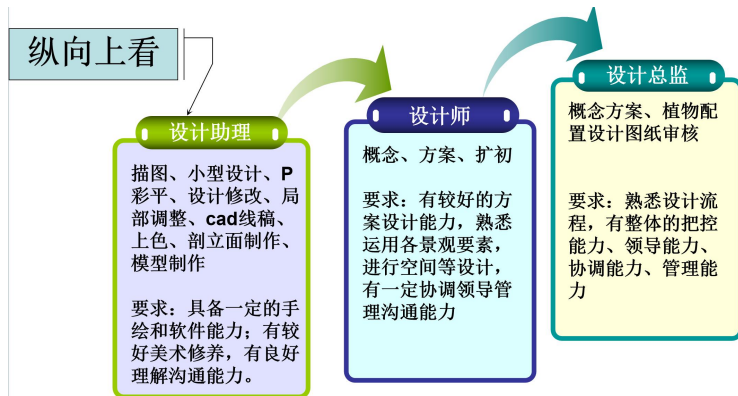 纵向上看
设计助理
描图、小型设计、P
彩平、设计修改、局
部调整、cad线稿、
上色、剖立面制作、
模型制作
要求：具备一定的手
绘和软件能力；有较
好美术修养，有良好
理解沟通能力。
设计师
概念、方案、扩初
要求：有较好的方
案设计能力，熟悉
运用各景观要素，
进行空间等设计，
有一定协调领导管
理沟通能力
设计总监
概念方案、植物配
置设计图纸审核
要求：熟悉设计流
程，有整体的把控
能力、领导能力、
协调能力、管理能
力